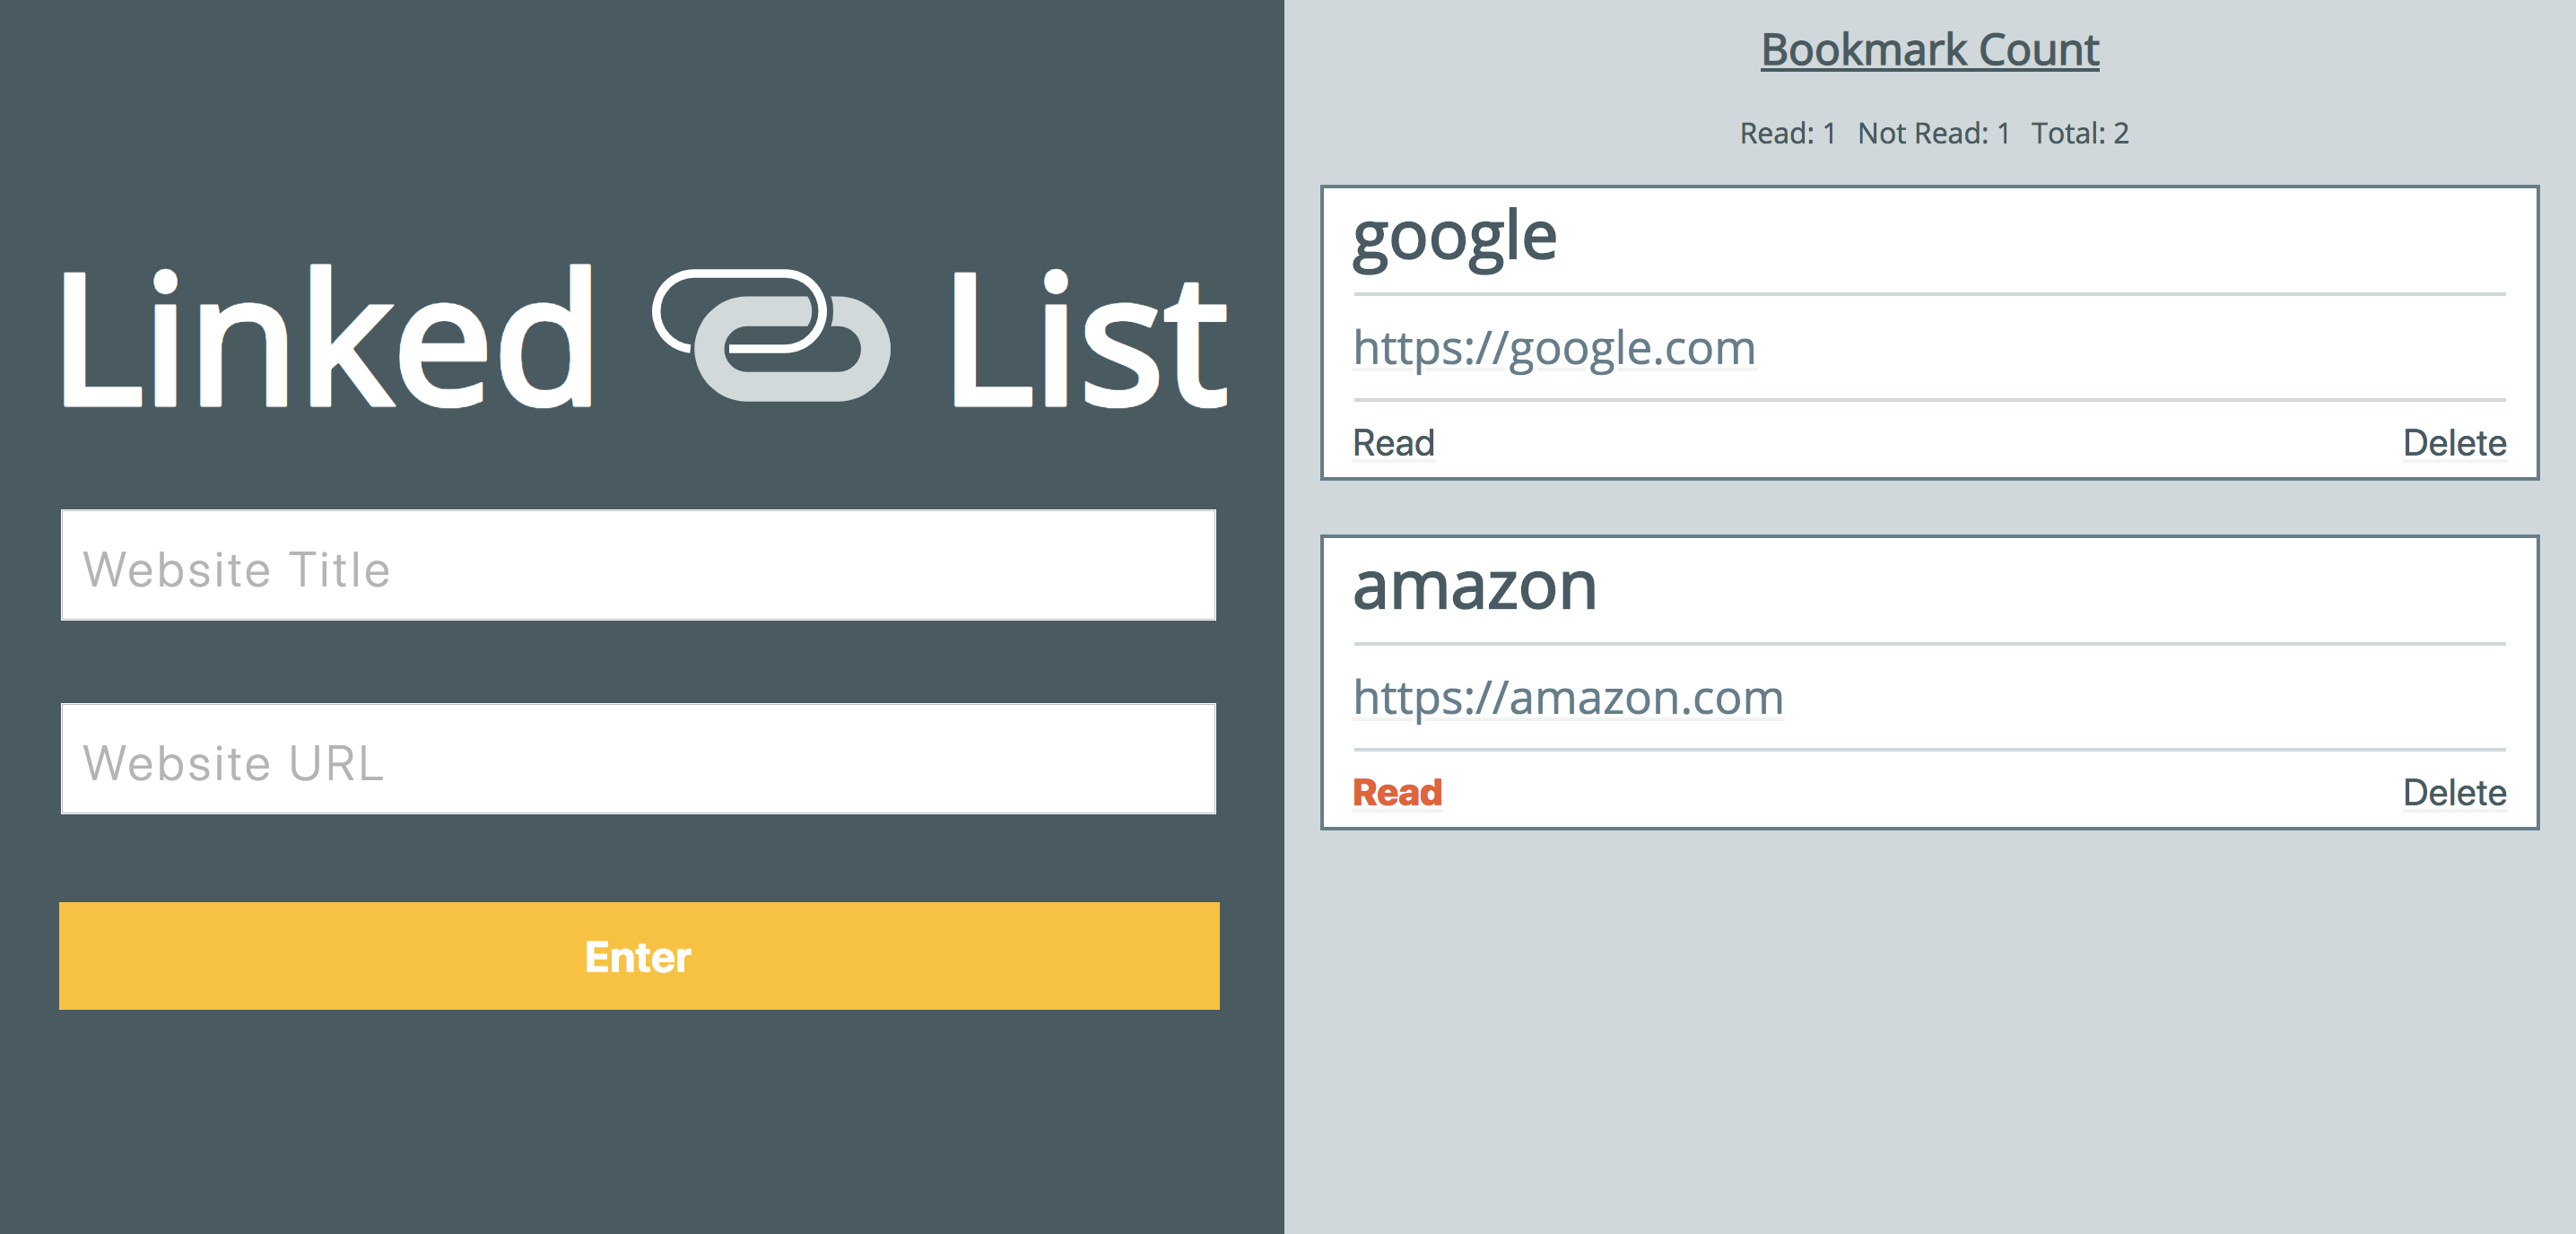 Linked List
Website Title
Website URL
Enter
Bookmark Count
Read: 1 Not Read: 1 Total: 2
google
https://google.com
Read Delete
amazon
https://amazon.com
Read Delete